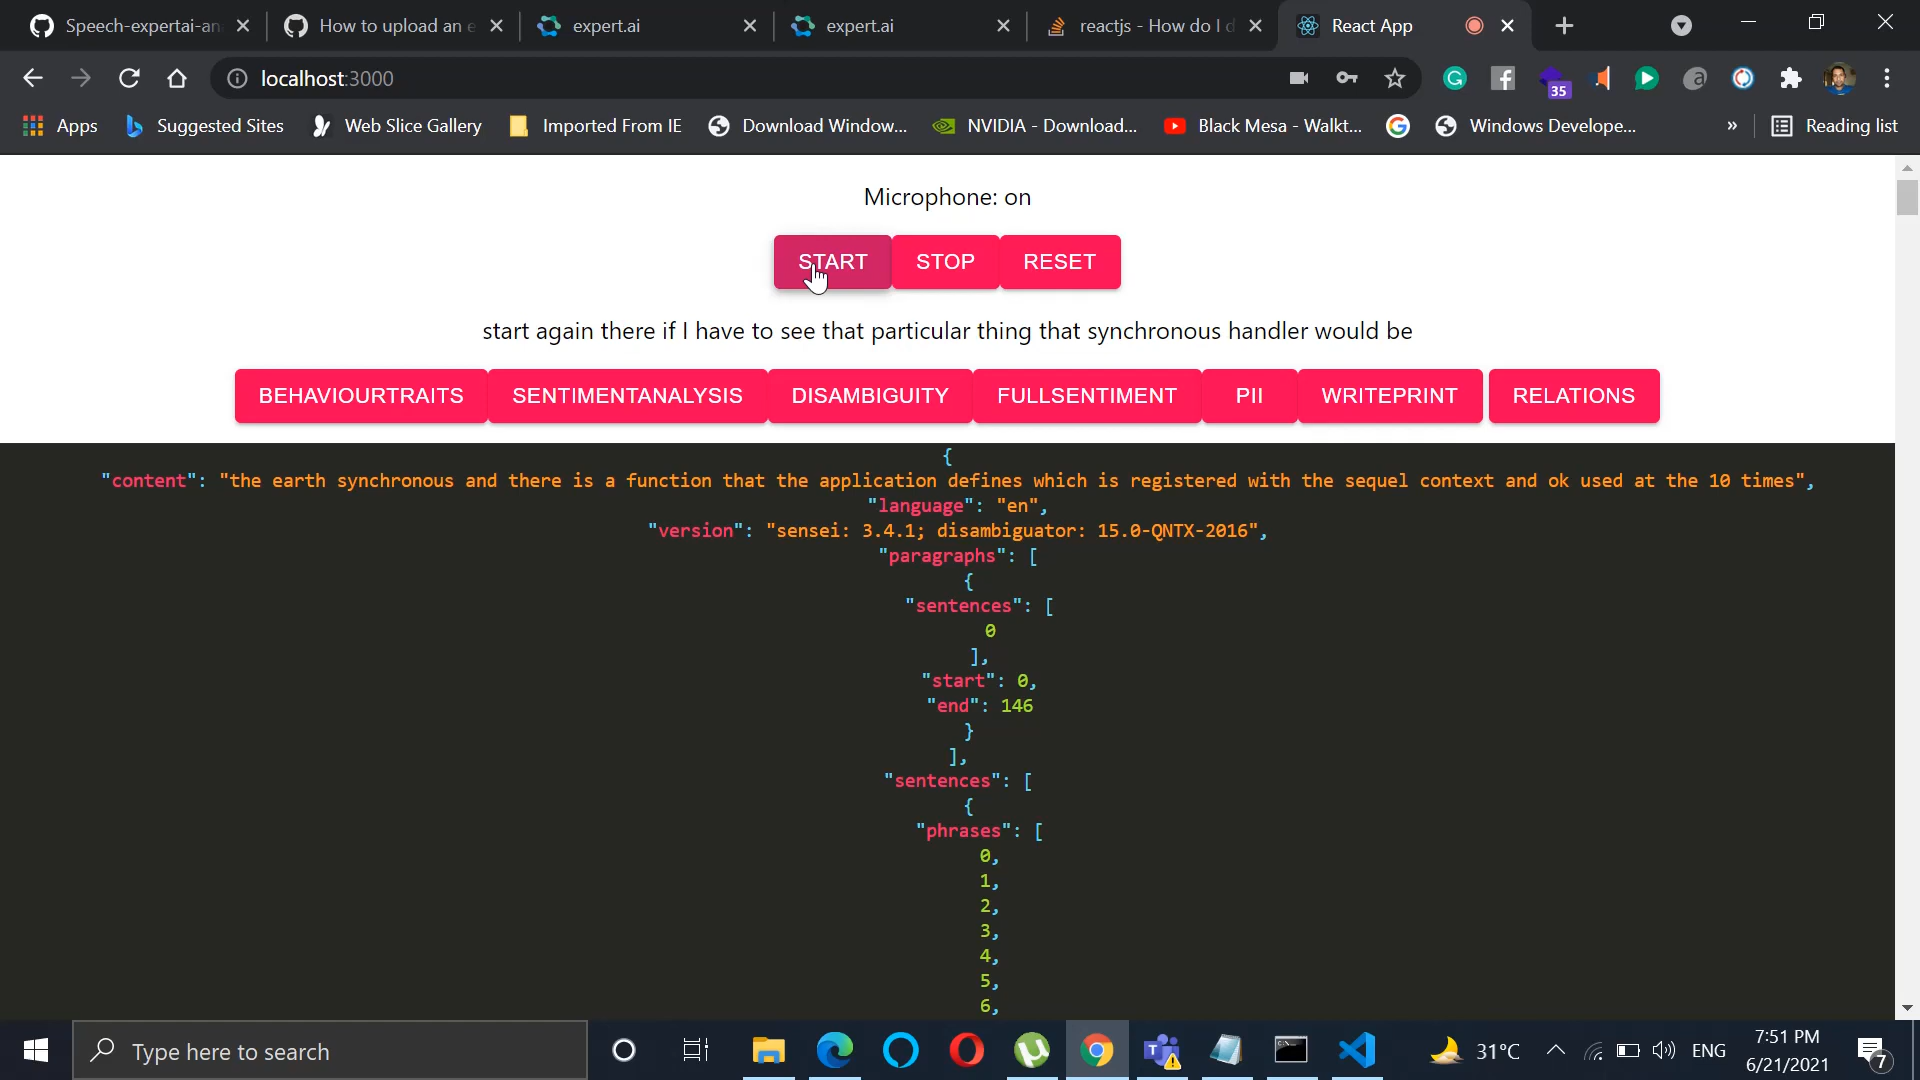 Speech-expertai-an
How to upload an e
expert.ai
expert.ai
reactjs - How do I d
React App
localhost:3000
35
Apps
Suggested Sites
Web Slice Gallery
Imported From IE
Download Window...
NVIDIA - Download...
Black Mesa - Walkt...
Windows Develope...
»
Reading list
Microphone: on
START STOP RESET
start again there if I have to see that particular thing that synchronous handler would be
BEHAVIOURTRAITS SENTIMENTANALYSIS DISAMBIGUITY FULLSENTIMENT PII WRITEPRINT RELATIONS
{
"content": "the earth synchronous and there is a function that the application defines which is registered with the sequel context and ok used at the 10 times",
"language": "en",
"version": "sensei: 3.4.1; disambiguator: 15.0-QNTX-2016",
"paragraphs": [
{
"sentences": [
0
],
"start": 0,
"end": 146
}
],
"sentences": [
{
"phrases": [
0,
1,
2,
3,
4,
5,
6,
Type here to search
31°C
ENG
7:51 PM
6/21/2021
7